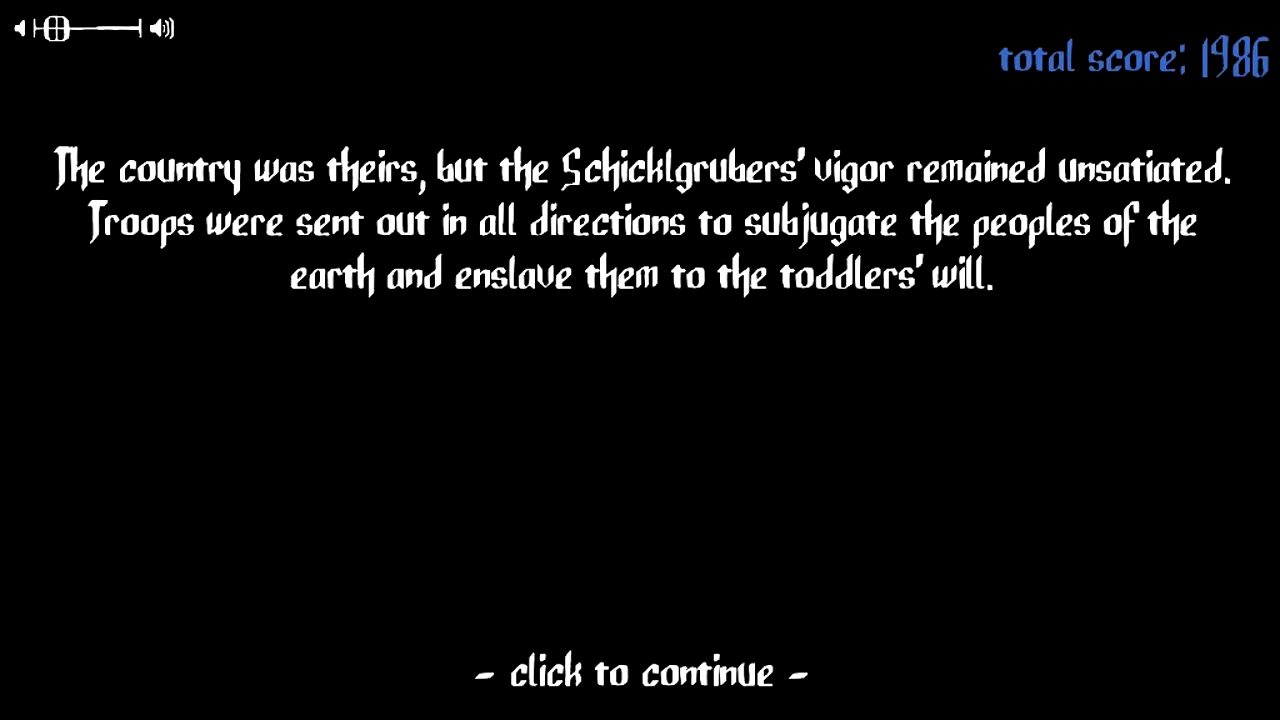 total score: 1986
The country was theirs, but the Schicklgrubers' vigor remained unsatiated.
Troops were sent out in all directions to subjugate the peoples of the
earth and enslave them to the toddlers' will.
- click to continue -